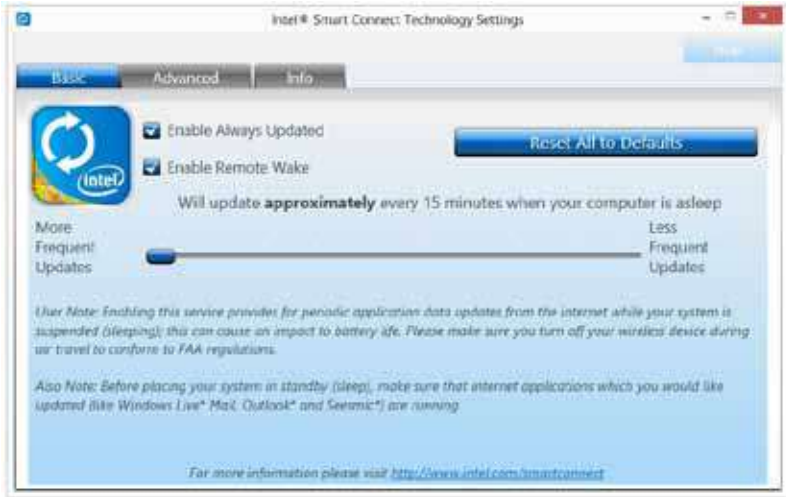 Intel® Smart Connect Technology Settings
Help
Basic Advanced Info
Enable Always Updated
Reset All to Defaults
Enable Remote Wake
(intel)
Will update approximately every 15 minutes when your computer is asleep
More
Frequent
Updates
Less
Frequent
Updates
User Note: Enabling this service provides for periodic application data updates from the internet while your system is
suspended (sleeping); this can cause an impact to battery life. Please make sure you turn off your wireless device during
air travel to conform to FAA regulations.
Also Note: Before placing your system in standby (sleep), make sure that internet applications which you would like
updated (like Windows Live* Mail, Outlook* and Seesmic*) are running
For more information please visit http://www.intel.com/smartconnect